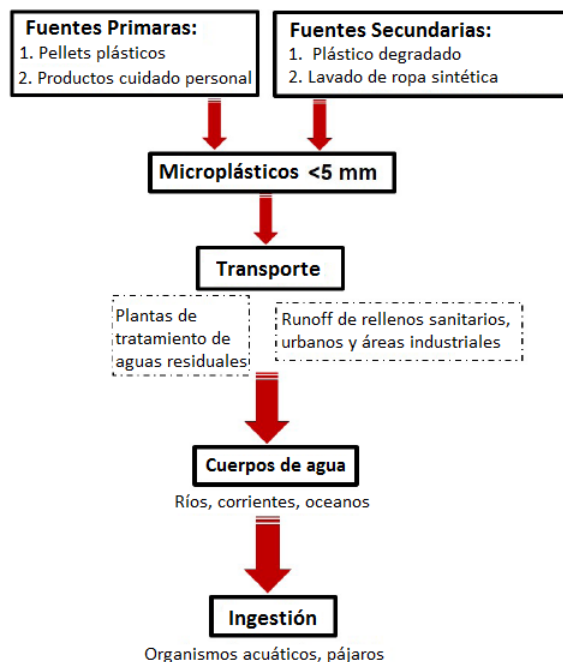 Fuentes Primaras:
1. Pellets plásticos
2. Productos cuidado personal
Fuentes Secundarias:
1. Plástico degradado
2. Lavado de ropa sintética
Microplásticos <5 mm
Transporte
Plantas de
tratamiento de
aguas residuales
Runoff de rellenos sanitarios,
urbanos y áreas industriales
Cuerpos de agua
Ríos, corrientes, oceanos
Ingestión
Organismos acuáticos, pájaros